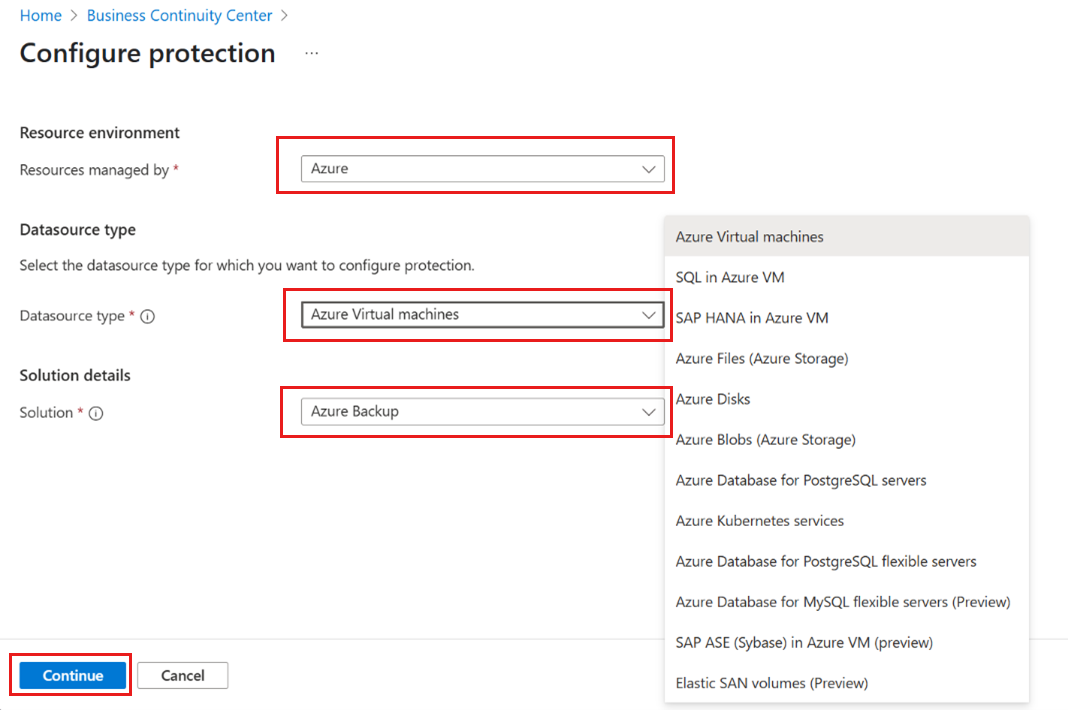 Home > Business Continuity Center >
Configure protection ...
Resource environment
Resources managed by *
Azure
Datasource type
Select the datasource type for which you want to configure protection.
Datasource type *
Azure Virtual machines
Solution details
Solution *
Azure Backup
Azure Virtual machines
SQL in Azure VM
SAP HANA in Azure VM
Azure Files (Azure Storage)
Azure Disks
Azure Blobs (Azure Storage)
Azure Database for PostgreSQL servers
Azure Kubernetes services
Azure Database for PostgreSQL flexible servers
Azure Database for MySQL flexible servers (Preview)
SAP ASE (Sybase) in Azure VM (preview)
Elastic SAN volumes (Preview)
Continue
Cancel